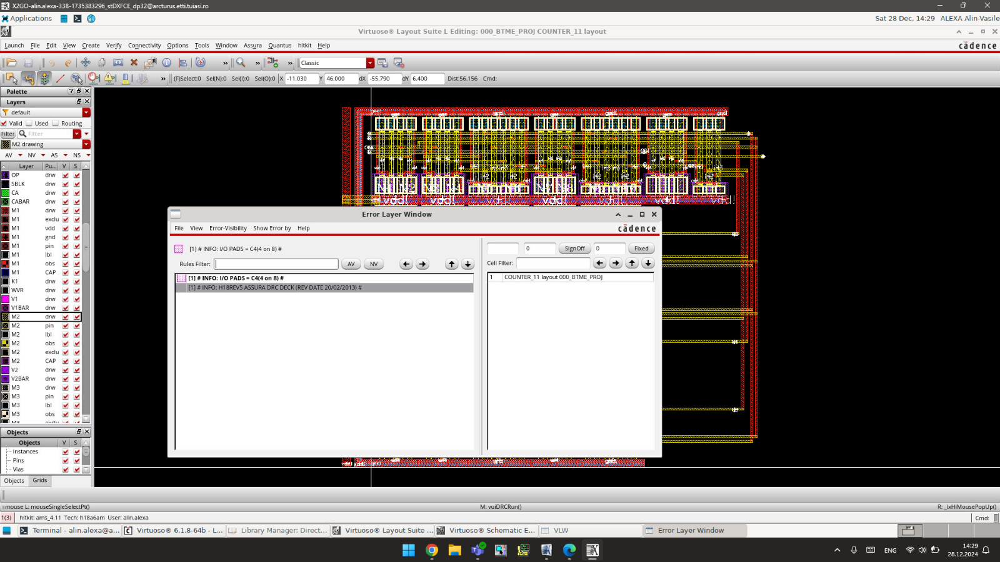 X2GO-alin.alexa-338-1735383296_stDXFCE_dp32@arcturus.etti.tuiasi.ro
Applications
Sat 28 Dec, 14:29 ALEXA Alin-Vasile
Virtuoso® Layout Suite L Editing: 000_BTME_PROJ COUNTER_11 layout
Launch File Edit View Create Verify Connectivity Options Tools Window Assura Quantus hitkit Help
cādence
» » » Classic
» (F)Select:0 Sel(N):0 Sel(I):0 Sel(O):0 X -11.030 Y 46.000 dX -55.790 dY 6.400 Dist:56.156 Cmd:
Palette
Layers
default
Valid Used Routing
Filter Filter
M2 drawing
AV NV AS NS
Layer Pu... V S
OP drw
SBLK drw
CA drw
CABAR drw
M1 drw
M1 exclu
M1 vdd
M1 gnd
M1 pin
M1 lbl
M1 obs
M1 CAP
K1 drw
WVR drw
V1 drw
V1BAR drw
M2 drw
M2 pin
M2 lbl
M2 obs
M2 exclu
M2 CAP
V2 drw
V2BAR drw
M3 drw
M3 pin
M3 lbl
M3 obs
M3 exclu
Objects
Objects V S
Instances
Pins
Vias
Objects Grids
vdd! vdd! vdd! vdd! vdd! vdd! vdd!
Error Layer Window
File View Error-Visibility Show Error by Help
cādence
[1] # INFO: I/O PADS = C4(4 on 8) #
Rules Filter: AV NV
[1] # INFO: I/O PADS = C4(4 on 8) #
[1] # INFO: H18REV5 ASSURA DRC DECK (REV DATE 20/02/2013) #
0 SignOff 0 Fixed
Cell Filter:
1 COUNTER_11 layout 000_BTME_PROJ
mouse L: mouseSingleSelectPt()
M: vuiDRCRun()
R: _lxHiMousePopUp()
1(3) hitkit: ams_4.11 Tech: h18a6am User: alin.alexa
Cmd:
Terminal - alin.alexa@a...
Virtuoso® 6.1.8-64b - L...
Library Manager: Direct...
Virtuoso® Layout Suite ...
Virtuoso® Schematic E...
VLW
Error Layer Window
ENG
14:29
28.12.2024